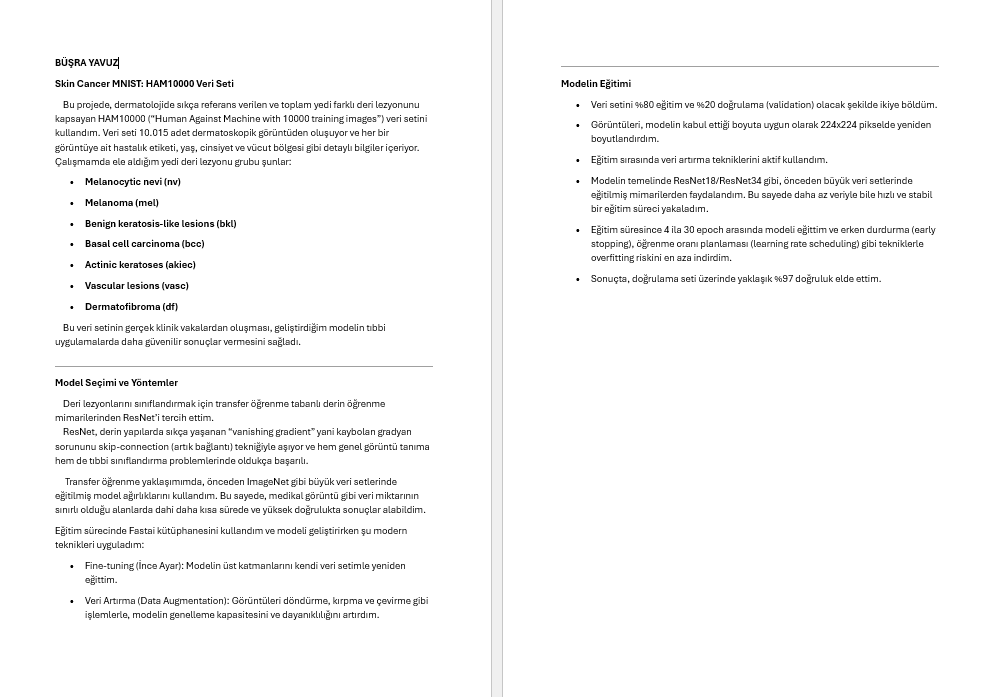 BÜŞRA YAVUZ
Skin Cancer MNIST: HAM10000 Veri Seti
Bu projede, dermatolojide sıkça referans verilen ve toplam yedi farklı deri lezyonunu
kapsayan HAM10000 (“Human Against Machine with 10000 training images”) veri setini
kullandım. Veri seti 10.015 adet dermatoskopik görüntüden oluşuyor ve her bir
görüntüye ait hastalık etiketi, yaş, cinsiyet ve vücut bölgesi gibi detaylı bilgiler içeriyor.
Çalışmamda ele aldığım yedi deri lezyonu grubu şunlar:
• Melanocytic nevi (nv)
• Melanoma (mel)
• Benign keratosis-like lesions (bkl)
• Basal cell carcinoma (bcc)
• Actinic keratoses (akiec)
• Vascular lesions (vasc)
• Dermatofibroma (df)
Bu veri setinin gerçek klinik vakalardan oluşması, geliştirdiğim modelin tıbbi
uygulamalarda daha güvenilir sonuçlar vermesini sağladı.
Model Seçimi ve Yöntemler
Deri lezyonlarını sınıflandırmak için transfer öğrenme tabanlı derin öğrenme
mimarilerinden ResNet’i tercih ettim.
ResNet, derin yapılarda sıkça yaşanan “vanishing gradient” yani kaybolan gradyan
sorununu skip-connection (artık bağlantı) tekniğiyle aşıyor ve hem genel görüntü tanıma
hem de tıbbi sınıflandırma problemlerinde oldukça başarılı.
Transfer öğrenme yaklaşımımda, önceden ImageNet gibi büyük veri setlerinde
eğitilmiş model ağırlıklarını kullandım. Bu sayede, medikal görüntü gibi veri miktarının
sınırlı olduğu alanlarda dahi daha kısa sürede ve yüksek doğrulukta sonuçlar alabildim.
Eğitim sürecinde Fastai kütüphanesini kullandım ve modeli geliştirirken şu modern
teknikleri uyguladım:
• Fine-tuning (İnce Ayar): Modelin üst katmanlarını kendi veri setimle yeniden
eğittim.
• Veri Artırma (Data Augmentation): Görüntüleri döndürme, kırpma ve çevirme gibi
işlemlerle, modelin genelleme kapasitesini ve dayanıklılığını artırdım.
Modelin Eğitimi
• Veri setini %80 eğitim ve %20 doğrulama (validation) olacak şekilde ikiye böldüm.
• Görüntüleri, modelin kabul ettiği boyuta uygun olarak 224x224 pikselde yeniden
boyutlandırdım.
• Eğitim sırasında veri artırma tekniklerini aktif kullandım.
• Modelin temelinde ResNet18/ResNet34 gibi, önceden büyük veri setlerinde
eğitilmiş mimarilerden faydalandım. Bu sayede daha az veriyle bile hızlı ve stabil
bir eğitim süreci yakaladım.
• Eğitim süresince 4 ila 30 epoch arasında modeli eğittim ve erken durdurma (early
stopping), öğrenme oranı planlaması (learning rate scheduling) gibi tekniklerle
overfitting riskini en aza indirdim.
• Sonuçta, doğrulama seti üzerinde yaklaşık %97 doğruluk elde ettim.